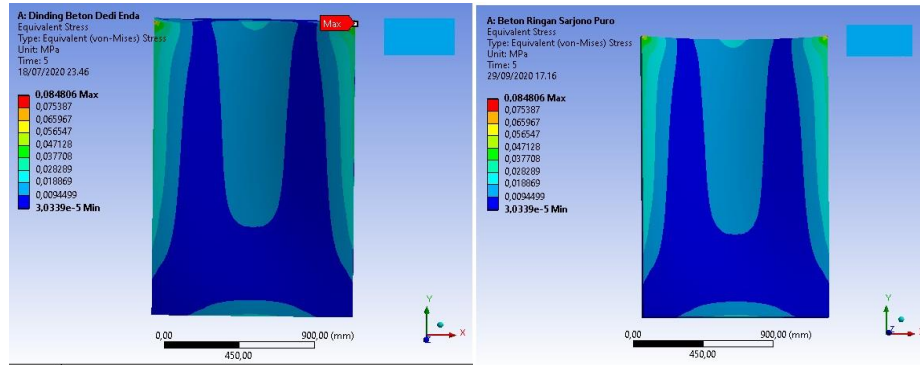 A: Dinding Beton Dedi Enda
Equivalent Stress
Type: Equivalent (von-Mises) Stress
Unit: MPa
Time: 5
18/07/2020 23.46
0,084806 Max
0,075387
0,065967
0,056547
0,047128
0,037708
0,028289
0,018869
0,0094499
3,0339e-5 Min
Max
0,00
900,00 (mm)
450,00
Y
X
Z
A: Beton Ringan Sarjono Puro
Equivalent Stress
Type: Equivalent (von-Mises) Stress
Unit: MPa
Time: 5
29/09/2020 17.16
0,084806 Max
0,075387
0,065967
0,056547
0,047128
0,037708
0,028289
0,018869
0,0094499
3,0339e-5 Min
0,00
900,00 (mm)
450,00
Y
Z